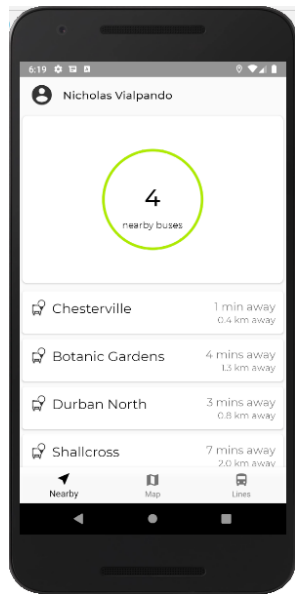 6:19
Nicholas Vialpando
4
nearby buses
Chesterville
1 min away
0.4 km away
Botanic Gardens
4 mins away
1.3 km away
Durban North
3 mins away
0.8 km away
Shallcross
7 mins away
2.0 km away
Nearby
Map
Lines